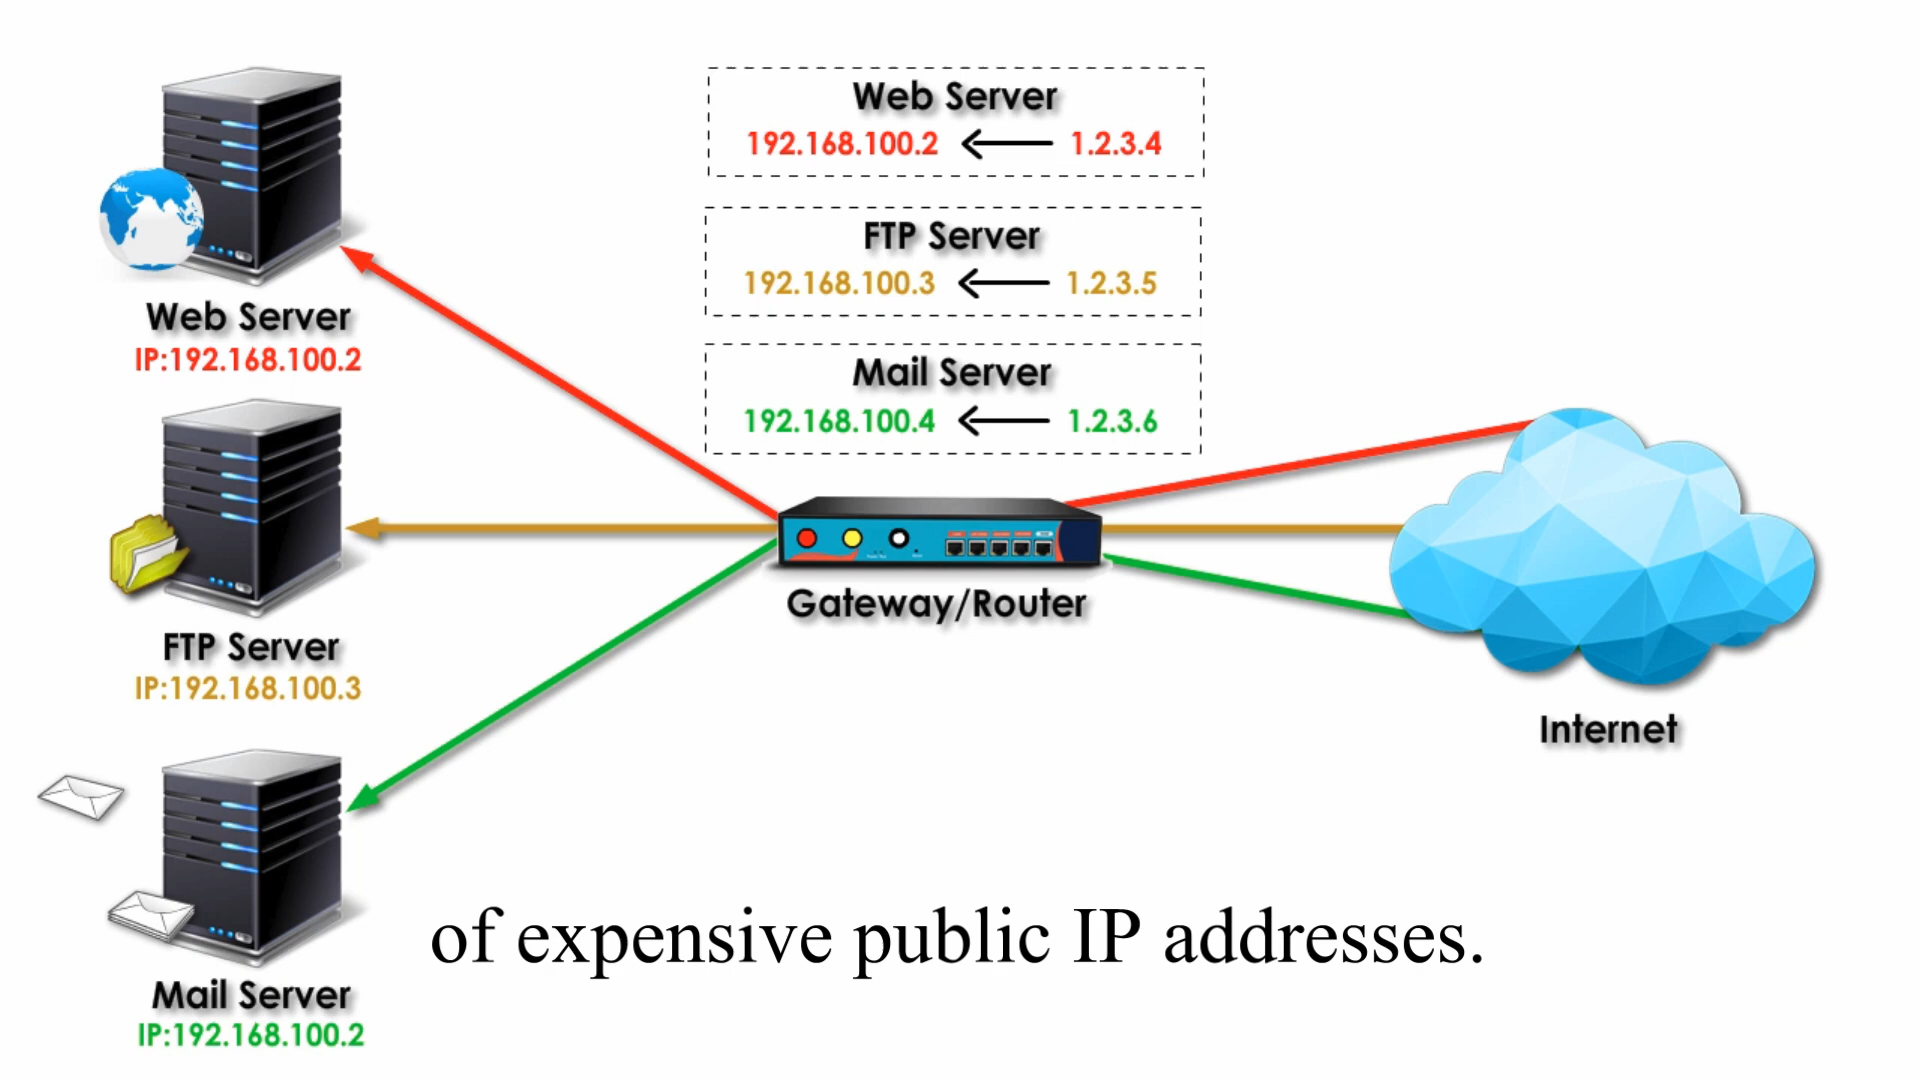 Web Server
192.168.100.2 1.2.3.4
FTP Server
192.168.100.3 1.2.3.5
Mail Server
192.168.100.4 1.2.3.6
Web Server
IP:192.168.100.2
FTP Server
IP:192.168.100.3
Mail Server
IP:192.168.100.2
Gateway/Router
Internet
of expensive public IP addresses.